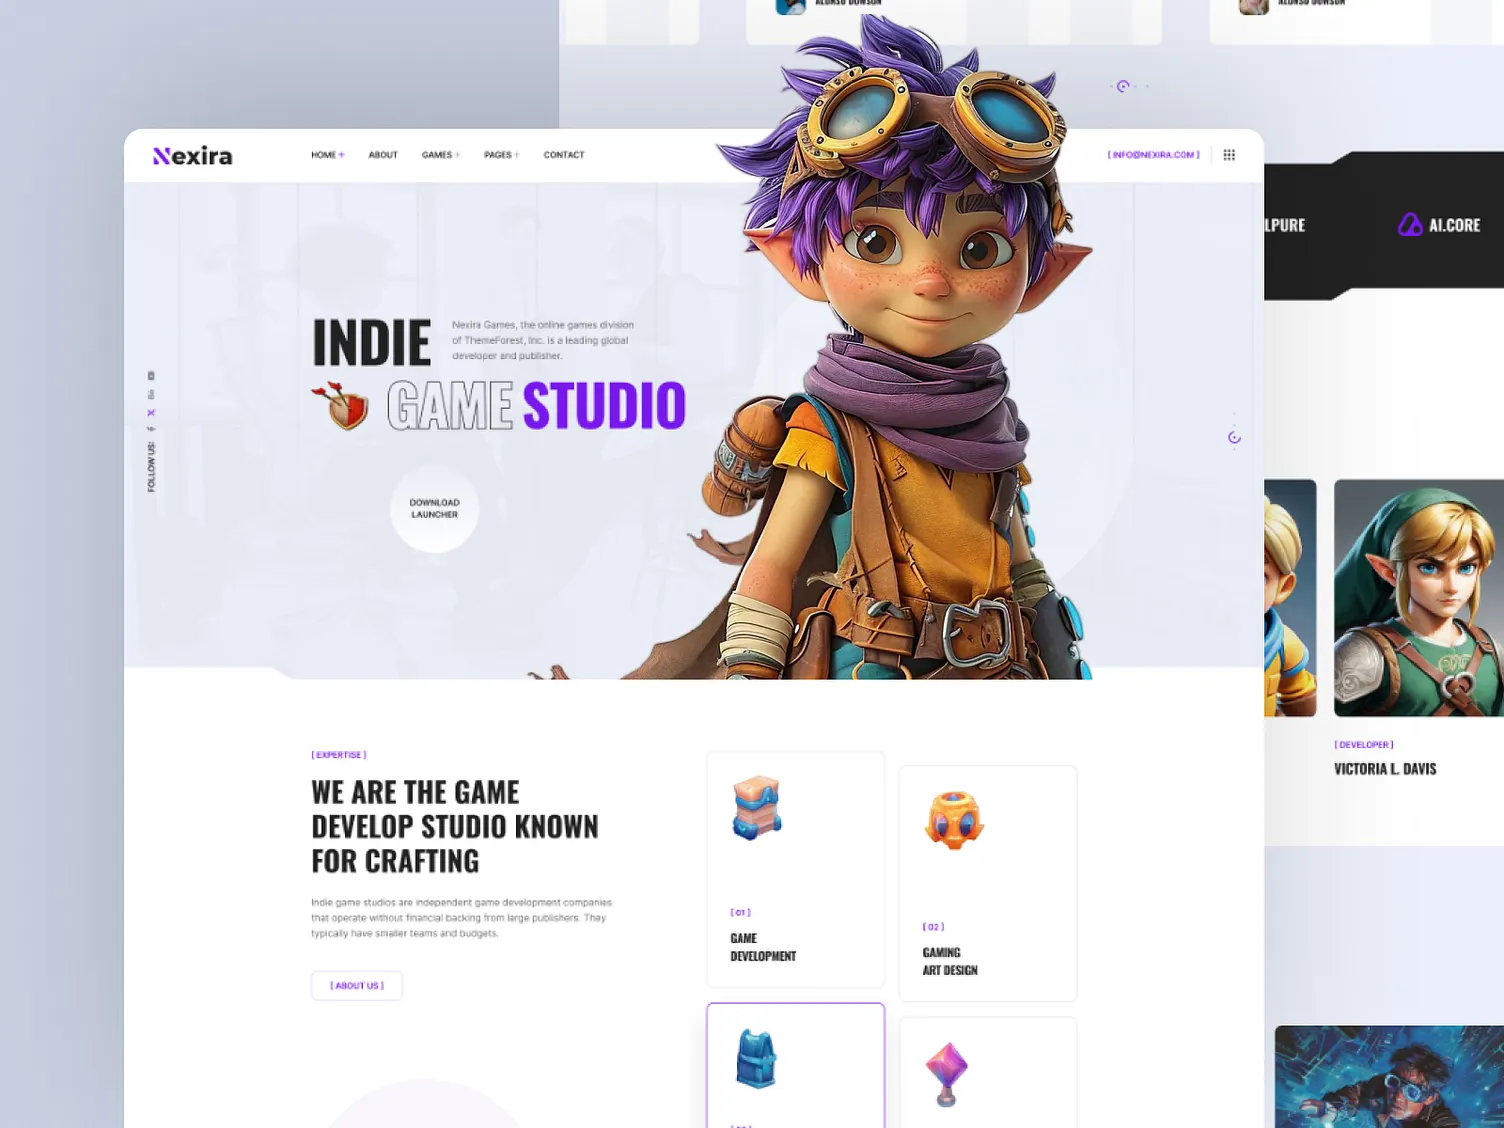 ALONSO DOWSON
ALONSO DOWSON
Nexira
HOME +
ABOUT
GAMES +
PAGES +
CONTACT
[ INFO@NEXIRA.COM ]
LPURE
AI.CORE
INDIE
Nexira Games, the online games division
of ThemeForest, Inc. is a leading global
developer and publisher.
GAME STUDIO
FOLLOW US:
DOWNLOAD
LAUNCHER
[ DEVELOPER ]
VICTORIA L. DAVIS
[ EXPERTISE ]
WE ARE THE GAME
DEVELOP STUDIO KNOWN
FOR CRAFTING
Indie game studios are independent game development companies
that operate without financial backing from large publishers. They
typically have smaller teams and budgets.
[ ABOUT US ]
[ 01 ]
GAME
DEVELOPMENT
[ 02 ]
GAMING
ART DESIGN